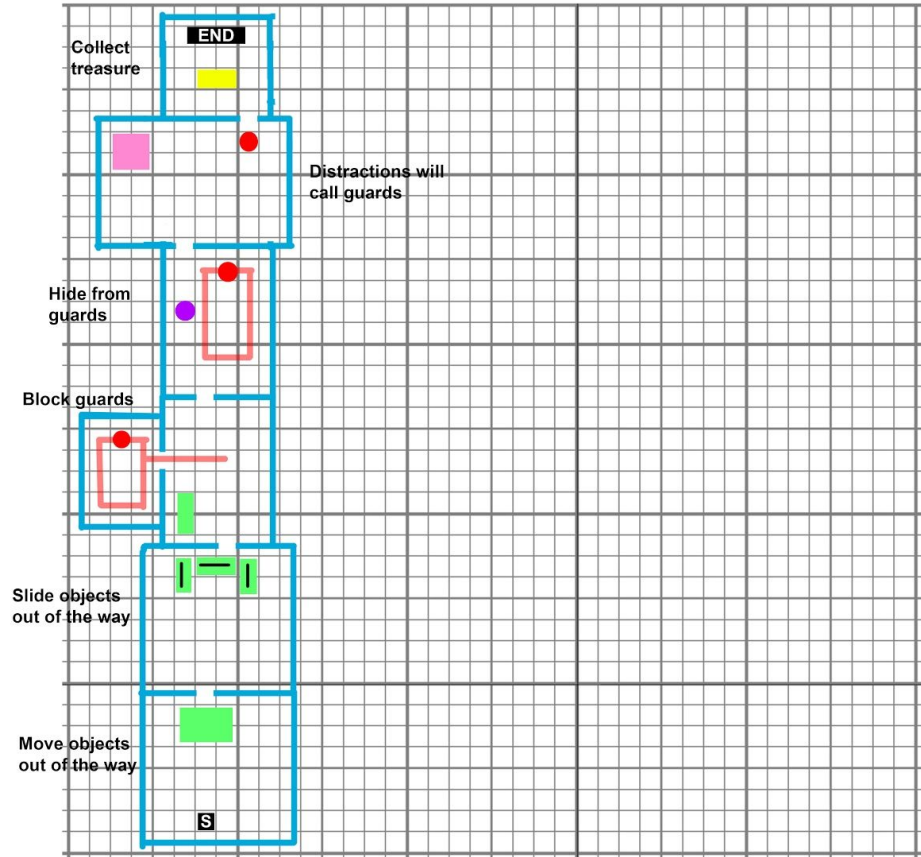 END
Collect
treasure
Distractions will
call guards
Hide from
guards
Block guards
Slide objects
out of the way
Move objects
out of the way
S